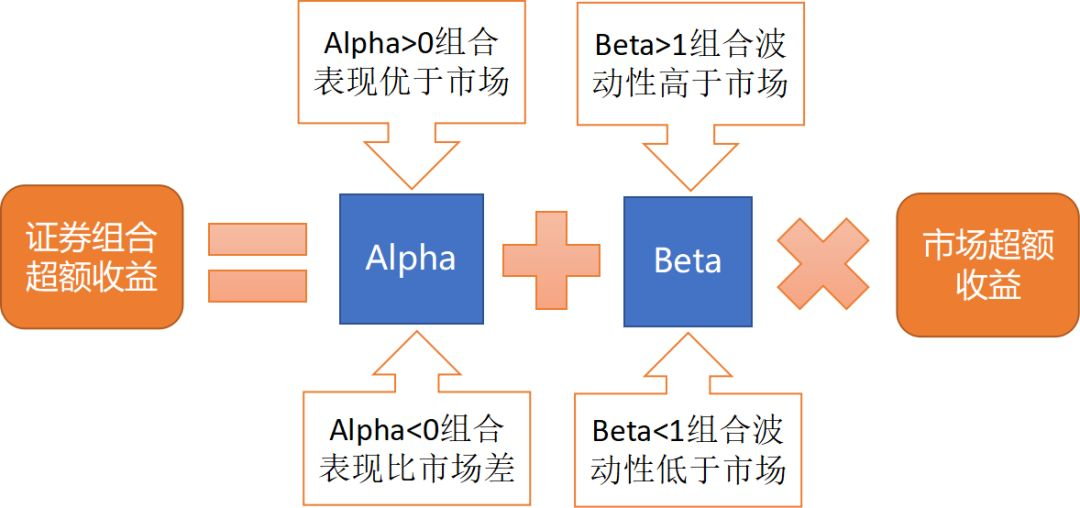 Alpha>0组合
表现优于市场
Beta>1组合波
动性高于市场
证券组合
超额收益
Alpha
Beta
市场超额
收益
Alpha<0组合
表现比市场差
Beta<1组合波
动性低于市场